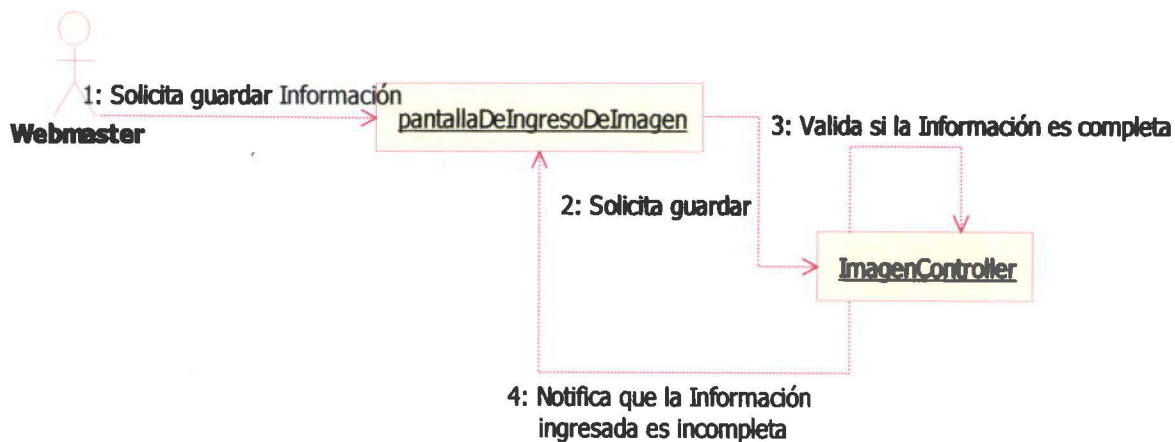 1: Solicita guardar Información
Webmaster
pantallaDeIngresoDeImagen
3: Valida si la Información es completa
2: Solicita guardar
ImagenController
4: Notifica que la Información
ingresada es incompleta